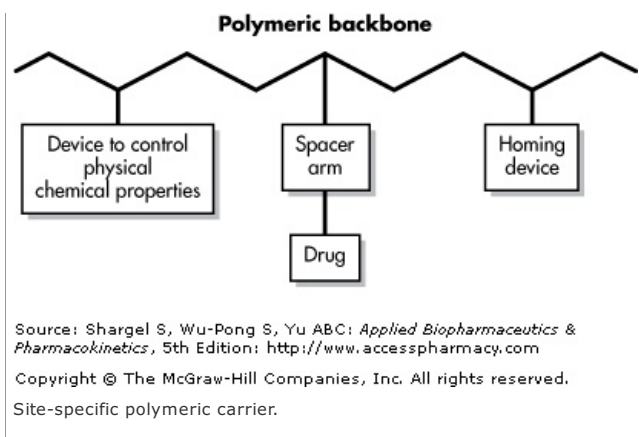 Polymeric backbone
Device to control
physical
chemical properties
Spacer
arm
Homing
device
Drug
Source: Shargel S, Wu-Pong S, Yu ABC: Applied Biopharmaceutics &
Pharmacokinetics, 5th Edition: http://www.accesspharmacy.com
Copyright © The McGraw-Hill Companies, Inc. All rights reserved.
Site-specific polymeric carrier.